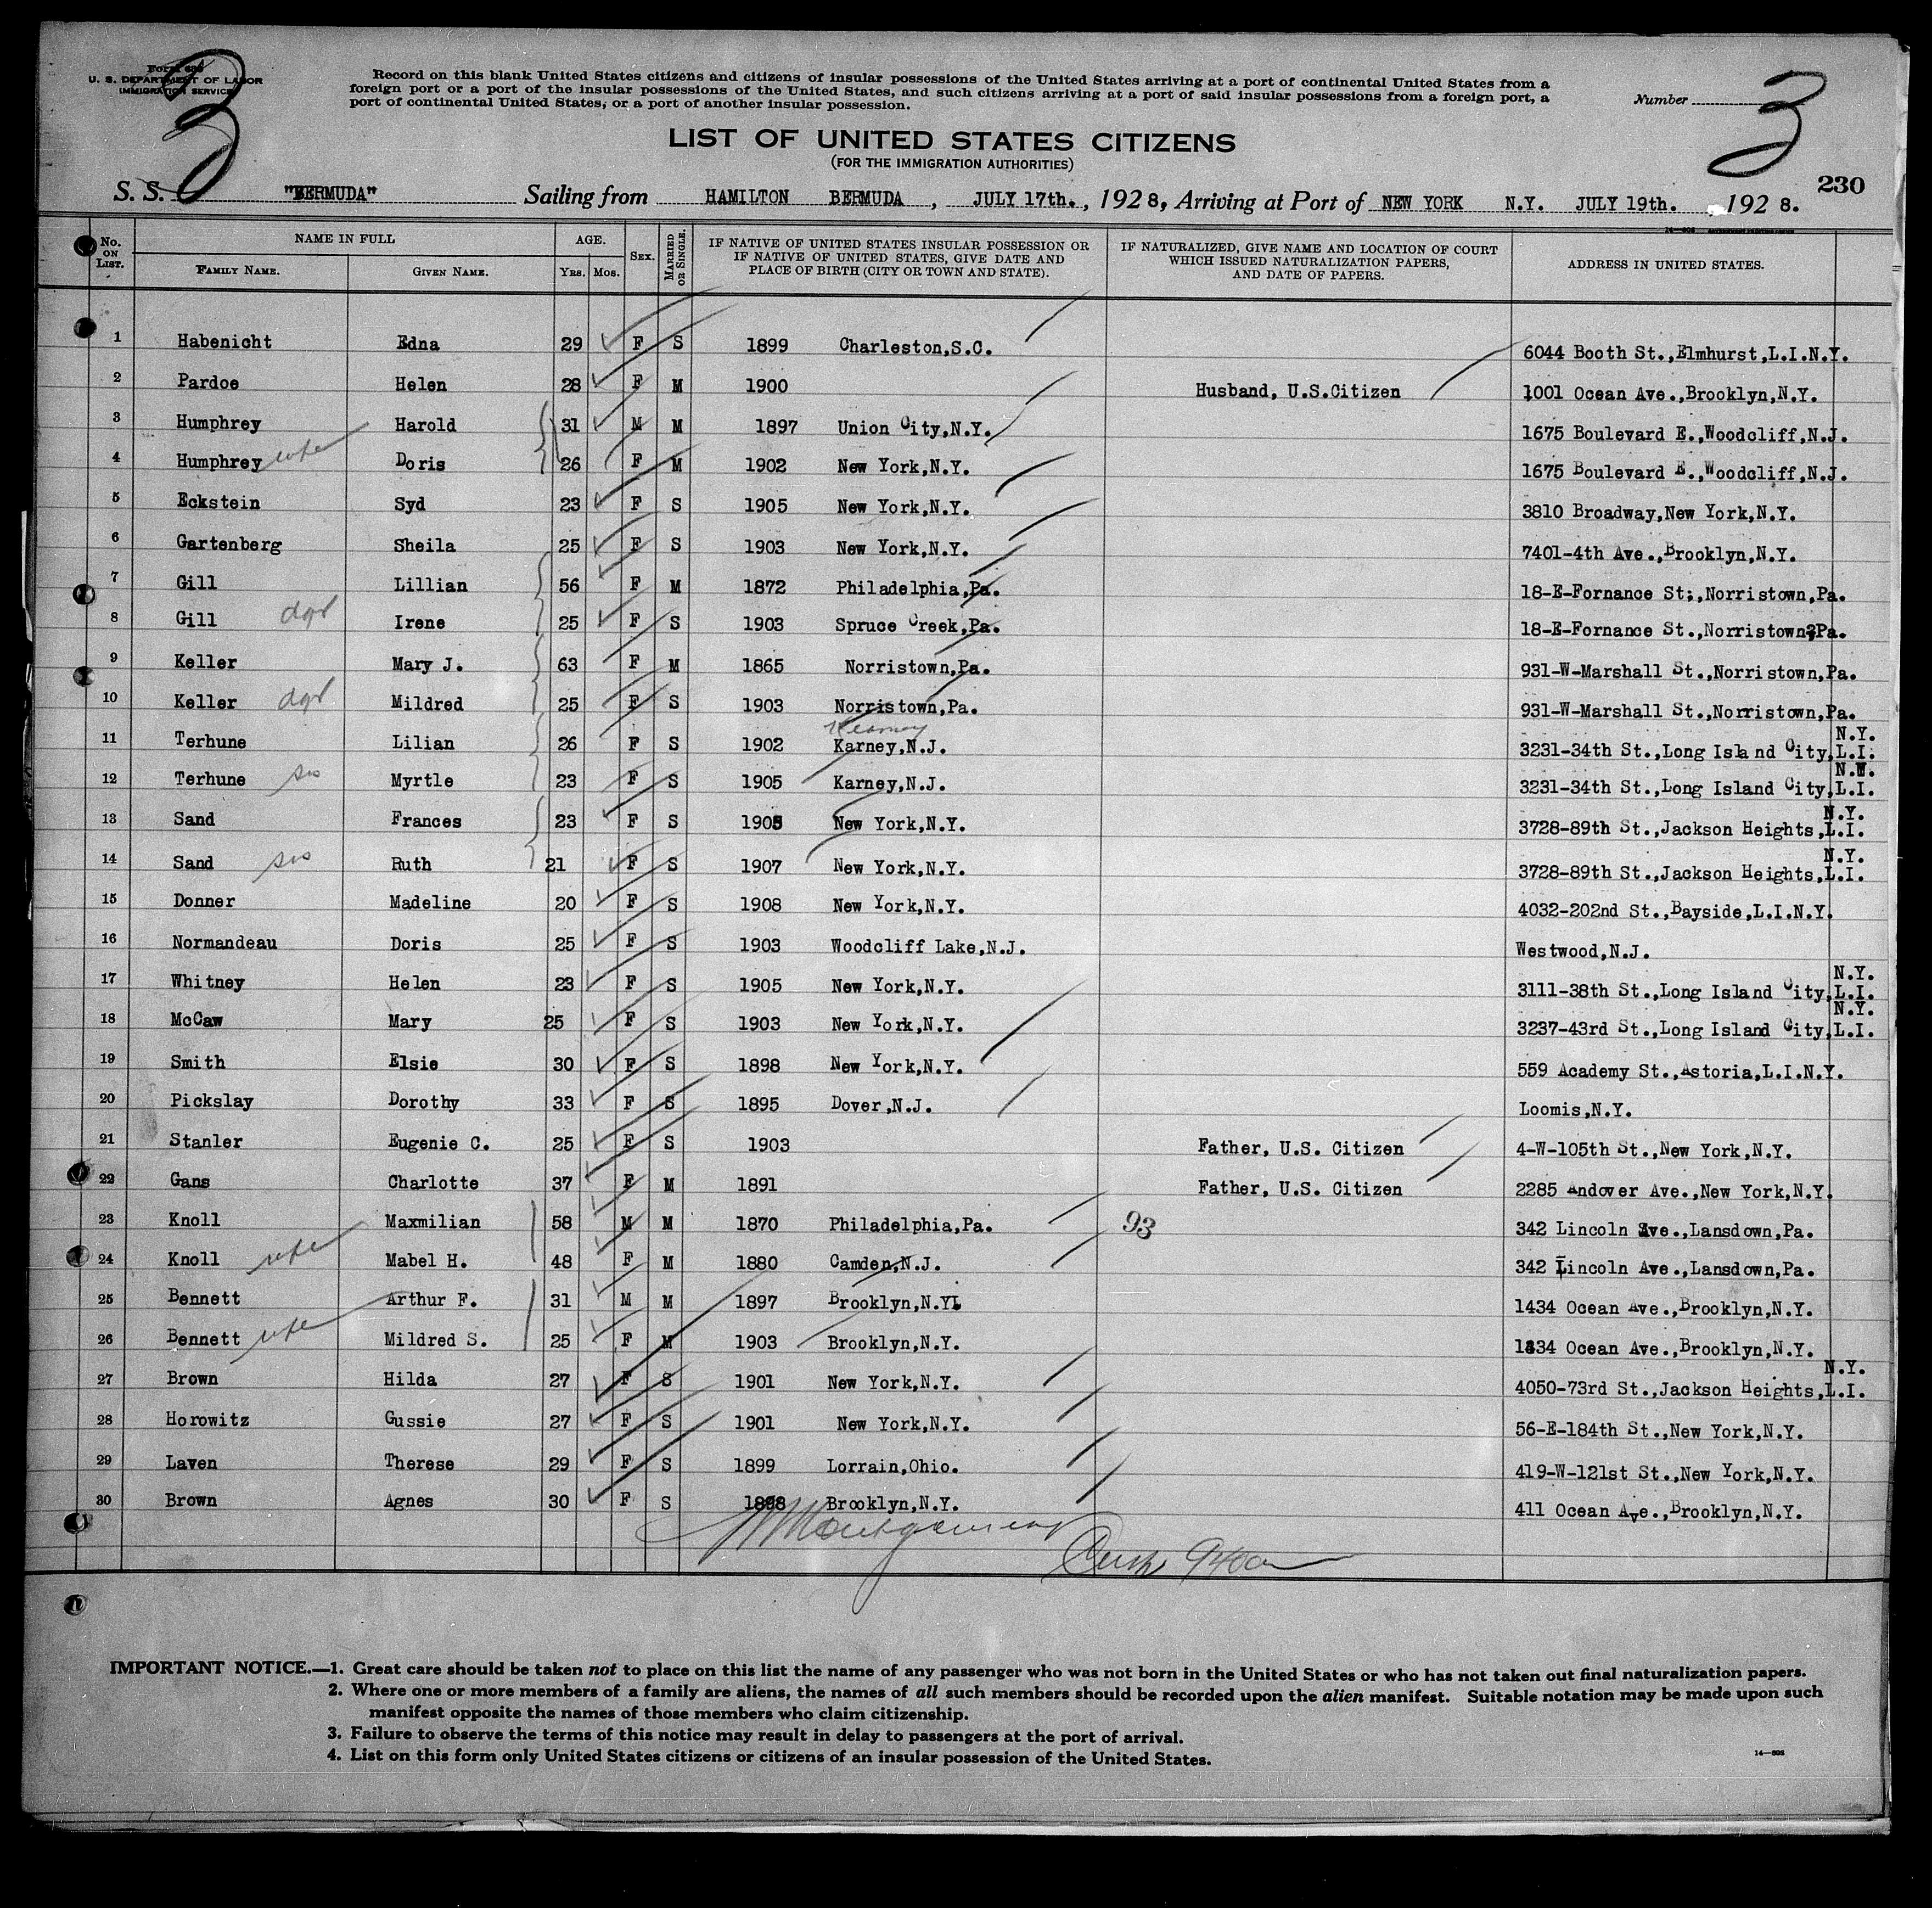 3
Form 630
U. S. DEPARTMENT OF LABOR
IMMIGRATION SERVICE
Record on this blank United States citizens and citizens of insular possessions of the United States arriving at a port of continental United States from a
foreign port or a port of the insular possessions of the United States, and such citizens arriving at a port of said insular possessions from a foreign port, a
port of continental United States, or a port of another insular possession.
Number 3
LIST OF UNITED STATES CITIZENS
(FOR THE IMMIGRATION AUTHORITIES)
230
S. S. "BERMUDA" Sailing from HAMILTON BERMUDA, JULY 17th., 1928, Arriving at Port of NEW YORK N.Y. JULY 19th. 1928.
No. ON LIST. NAME IN FULL FAMILY NAME. GIVEN NAME. AGE. YRS. MOS. SEX. MARRIED OR SINGLE. IF NATIVE OF UNITED STATES INSULAR POSSESSION OR IF NATIVE OF UNITED STATES, GIVE DATE AND PLACE OF BIRTH (CITY OR TOWN AND STATE). IF NATURALIZED, GIVE NAME AND LOCATION OF COURT WHICH ISSUED NATURALIZATION PAPERS, AND DATE OF PAPERS. ADDRESS IN UNITED STATES.
1 Habenicht Edna 29 F S 1899 Charleston,S.C. 6044 Booth St.,Elmhurst,L.I.N.Y.
2 Pardoe Helen 28 F M 1900 Husband, U.S.Citizen 1001 Ocean Ave.,Brooklyn,N.Y.
3 Humphrey Harold 31 M M 1897 Union City,N.Y. 1675 Boulevard E.,Woodcliff,N.J.
4 Humphrey wife Doris 26 F M 1902 New York,N.Y. 1675 Boulevard E.,Woodcliff,N.J.
5 Eckstein Syd 23 F S 1905 New York,N.Y. 3810 Broadway,New York,N.Y.
6 Gartenberg Sheila 25 F S 1903 New York,N.Y. 7401-4th Ave.,Brooklyn,N.Y.
7 Gill Lillian 56 F M 1872 Philadelphia,Pa. 18-E-Fornance St.,Norristown,Pa.
8 Gill dgt Irene 25 F S 1903 Spruce Creek,Pa. 18-E-Fornance St.,Norristown,Pa.
9 Keller Mary J. 63 F M 1865 Norristown,Pa. 931-W-Marshall St.,Norristown,Pa.
10 Keller dgt Mildred 25 F S 1903 Norristown,Pa. 931-W-Marshall St.,Norristown,Pa.
Kearney
11 Terhune Lilian 26 F S 1902 Karney,N.J. 3231-34th St.,Long Island City,L.I. N.Y.
12 Terhune sis Myrtle 23 F S 1905 Karney,N.J. 3231-34th St.,Long Island City,L.I. N.Y.
13 Sand Frances 23 F S 1905 New York,N.Y. 3728-89th St.,Jackson Heights,L.I. N.Y.
14 Sand sis Ruth 21 F S 1907 New York,N.Y. 3728-89th St.,Jackson Heights,L.I. N.Y.
15 Donner Madeline 20 F S 1908 New York,N.Y. 4032-202nd St.,Bayside,L.I.N.Y.
16 Normandeau Doris 25 F S 1903 Woodcliff Lake,N.J. Westwood,N.J.
17 Whitney Helen 23 F S 1905 New York,N.Y. 3111-38th St.,Long Island City,L.I. N.Y.
18 McCaw Mary 25 F S 1903 New York,N.Y. 3237-43rd St.,Long Island City,L.I. N.Y.
19 Smith Elsie 30 F S 1898 New York,N.Y. 559 Academy St.,Astoria,L.I.N.Y.
20 Pickslay Dorothy 33 F S 1895 Dover,N.J. Loomis,N.Y.
21 Stanler Eugenie C. 25 F S 1903 Father, U.S. Citizen 4-W-105th St.,New York,N.Y.
22 Gans Charlotte 37 F M 1891 Father, U.S. Citizen 2285 Andover Ave.,New York,N.Y.
23 Knoll Maxmilian 58 M M 1870 Philadelphia,Pa. 93 342 Lincoln Ave.,Lansdown,Pa.
24 Knoll wife Mabel H. 48 F M 1880 Camden,N.J. 342 Lincoln Ave.,Lansdown,Pa.
25 Bennett Arthur F. 31 M M 1897 Brooklyn,N.Y. 1434 Ocean Ave.,Brooklyn,N.Y.
26 Bennett wife Mildred S. 25 F M 1903 Brooklyn,N.Y. 1434 Ocean Ave.,Brooklyn,N.Y.
27 Brown Hilda 27 F S 1901 New York,N.Y. 4050-73rd St.,Jackson Heights,L.I. N.Y.
28 Horowitz Gussie 27 F S 1901 New York,N.Y. 56-E-184th St.,New York,N.Y.
29 Laven Therese 29 F S 1899 Lorrain,Ohio. 419-W-121st St.,New York,N.Y.
30 Brown Agnes 30 F S 1898 Brooklyn,N.Y. 411 Ocean Ave.,Brooklyn,N.Y.
Montgomery
IMPORTANT NOTICE.—1. Great care should be taken not to place on this list the name of any passenger who was not born in the United States or who has not taken out final naturalization papers.
2. Where one or more members of a family are aliens, the names of all such members should be recorded upon the alien manifest. Suitable notation may be made upon such
manifest opposite the names of those members who claim citizenship.
3. Failure to observe the terms of this notice may result in delay to passengers at the port of arrival.
4. List on this form only United States citizens or citizens of an insular possession of the United States.